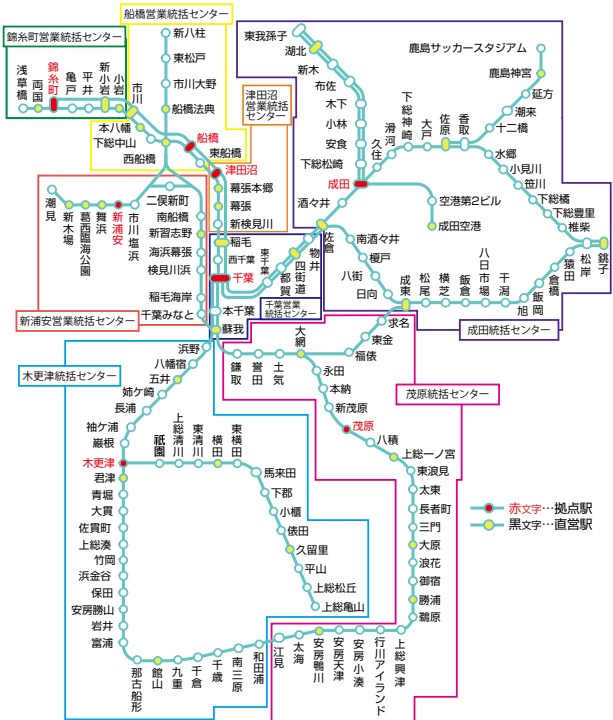 船橋営業統括センター
錦糸町営業統括センター
浅草橋
両国
錦糸町
亀戸
平井
新小岩
小岩
市川
本八幡
下総中山
西船橋
新八柱
東松戸
市川大野
船橋法典
船橋
東船橋
津田沼
営業統括
センター
津田沼
幕張本郷
幕張
新検見川
稲毛
西千葉
千葉
東千葉
都賀
四街道
物井
佐倉
二俣新町
南船橋
新習志野
海浜幕張
検見川浜
稲毛海岸
千葉みなと
潮見
新木場
葛西臨海公園
舞浜
新浦安
市川塩浜
新浦安営業統括センター
千葉営業
統括センター
本千葉
蘇我
東我孫子
湖北
新木
布佐
木下
小林
安食
下総松崎
成田
酒々井
久住
滑河
下総神崎
大戸
佐原
香取
十二橋
潮来
延方
鹿島神宮
鹿島サッカースタジアム
水郷
小見川
笹川
下総橘
下総豊里
椎柴
松岸
銚子
空港第2ビル
成田空港
南酒々井
榎戸
八街
日向
成東
松尾
横芝
飯倉
八日市場
干潟
旭
飯岡
倉橋
猿田
成田統括センター
求名
東金
福俵
大網
土気
誉田
鎌取
浜野
八幡宿
五井
姉ケ崎
長浦
袖ケ浦
巌根
木更津
木更津統括センター
祇園
上総清川
東清川
横田
東横田
馬来田
下郡
小櫃
俵田
久留里
平山
上総松丘
上総亀山
君津
青堀
大貫
佐貫町
上総湊
竹岡
浜金谷
保田
安房勝山
岩井
富浦
那古船形
館山
九重
千倉
千歳
南三原
和田浦
江見
太海
安房鴨川
安房天津
安房小湊
行川アイランド
上総興津
鵜原
勝浦
御宿
浪花
大原
三門
長者町
太東
東浪見
上総一ノ宮
八積
茂原
新茂原
本納
永田
茂原統括センター
赤文字…拠点駅
黒文字…直営駅